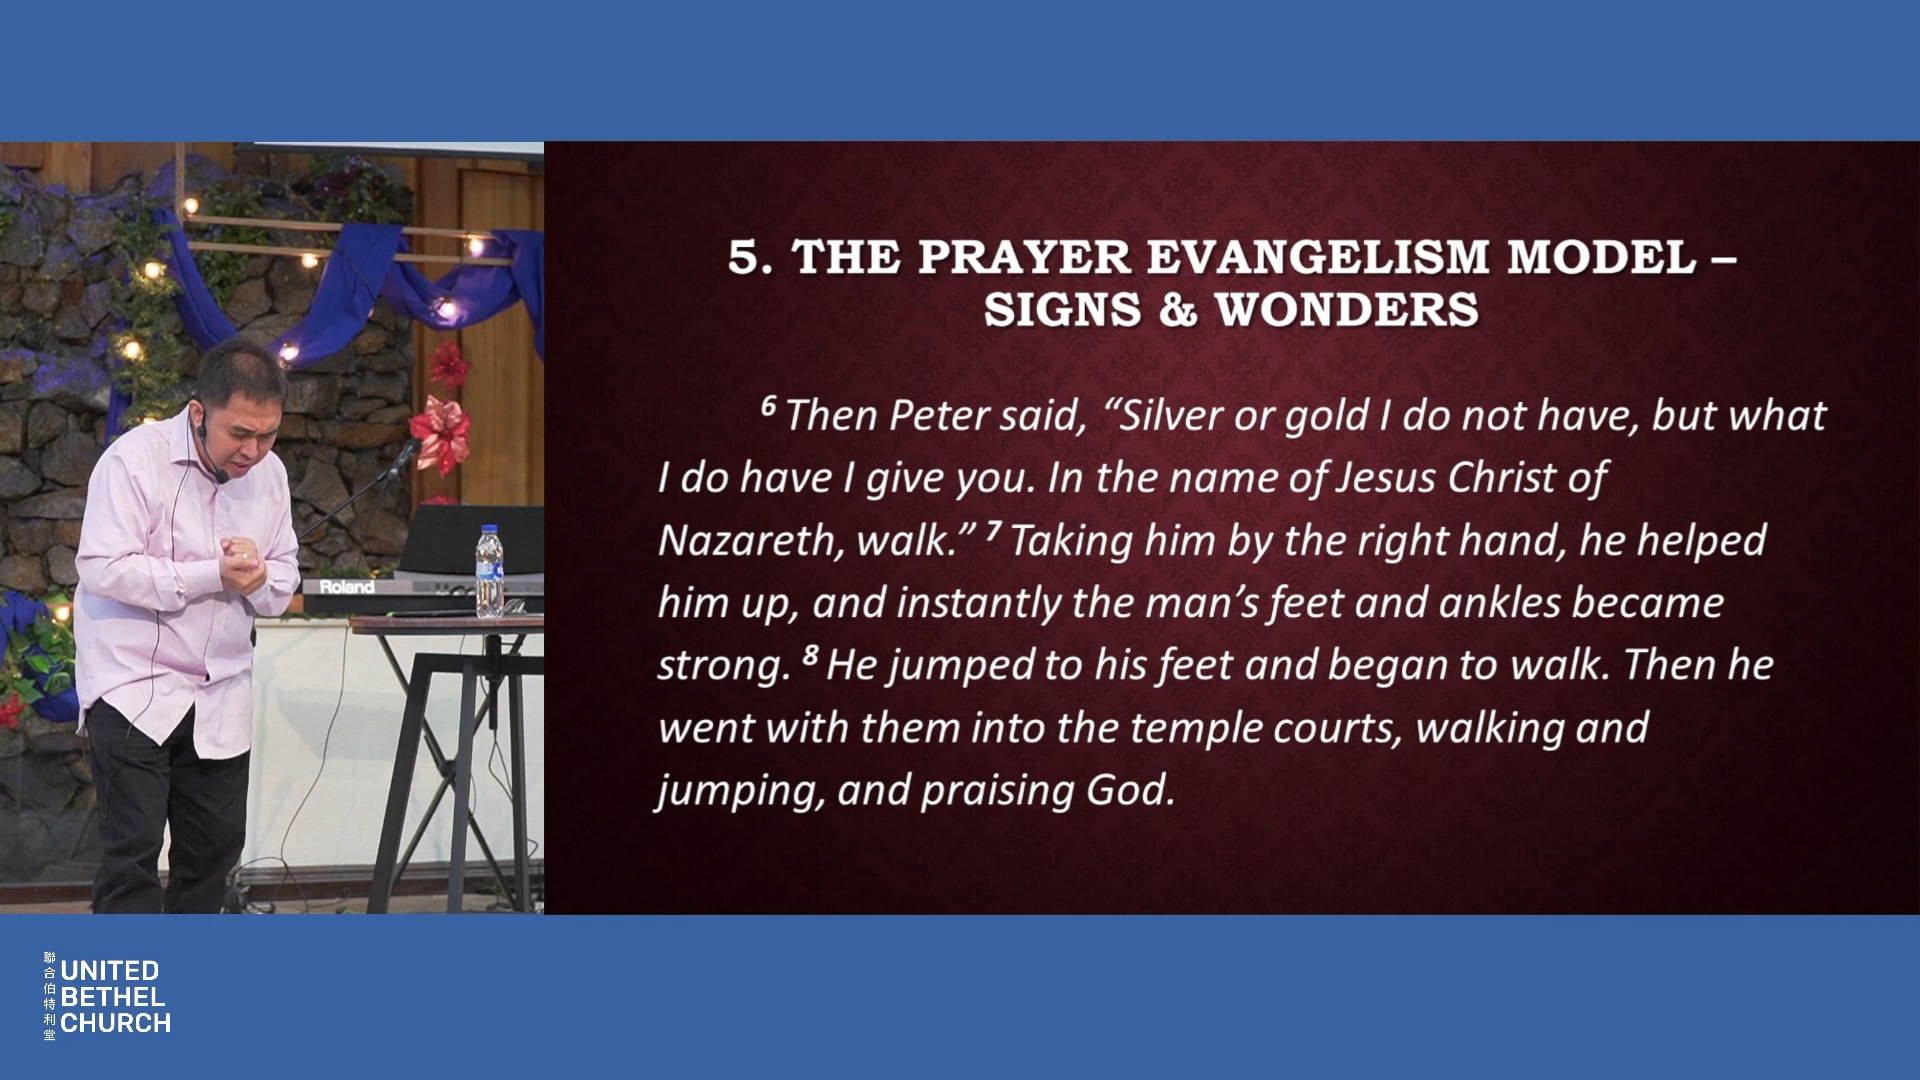 5. THE PRAYER EVANGELISM MODEL –
SIGNS & WONDERS
⁶ Then Peter said, “Silver or gold I do not have, but what
I do have I give you. In the name of Jesus Christ of
Nazareth, walk.” ⁷ Taking him by the right hand, he helped
him up, and instantly the man’s feet and ankles became
strong. ⁸ He jumped to his feet and began to walk. Then he
went with them into the temple courts, walking and
jumping, and praising God.
Roland
聯合伯特利堂
UNITED
BETHEL
CHURCH